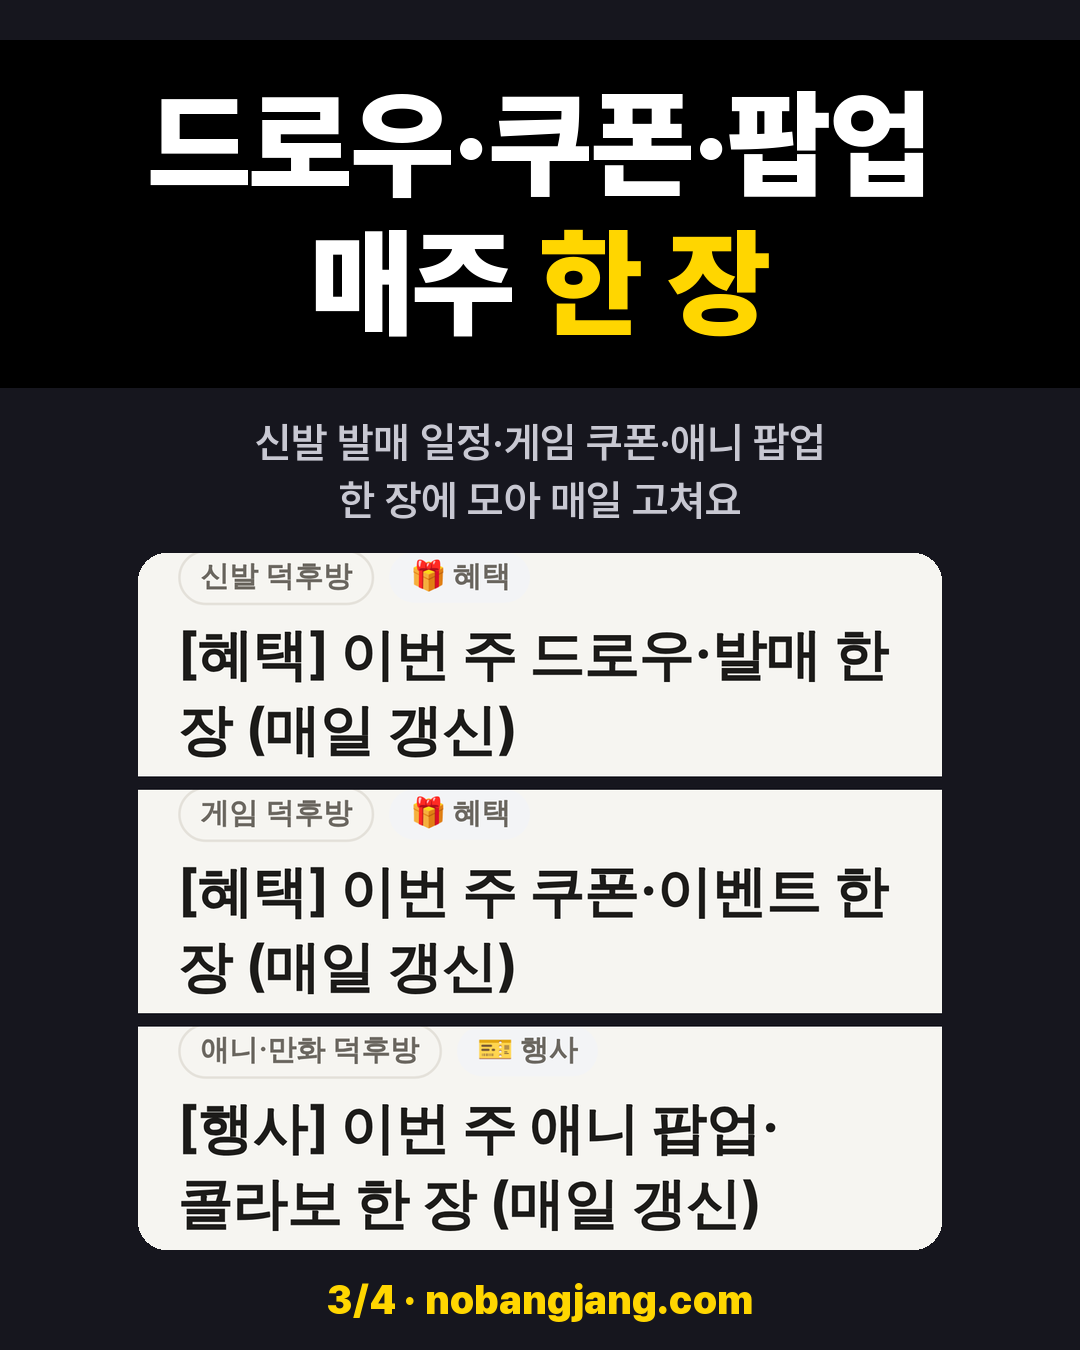 드로우·쿠폰·팝업
매주 한 장
신발 발매 일정·게임 쿠폰·애니 팝업
한 장에 모아 매일 고쳐요
신발 덕후방 🎁 혜택
[혜택] 이번 주 드로우·발매 한
장 (매일 갱신)
게임 덕후방 🎁 혜택
[혜택] 이번 주 쿠폰·이벤트 한
장 (매일 갱신)
애니·만화 덕후방 🎫 행사
[행사] 이번 주 애니 팝업·
콜라보 한 장 (매일 갱신)
3/4 · nobangjang.com